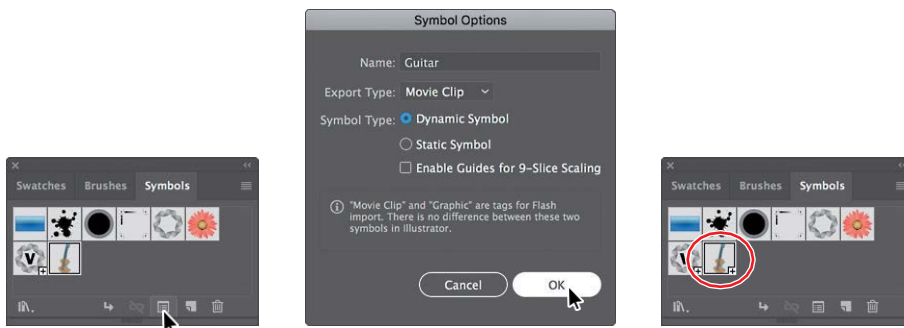 Swatches Brushes Symbols
V
Symbol Options
Name: Guitar
Export Type: Movie Clip
Symbol Type: Dynamic Symbol
Static Symbol
Enable Guides for 9-Slice Scaling
"Movie Clip" and "Graphic" are tags for Flash
import. There is no difference between these two
symbols in Illustrator.
Cancel OK
Swatches Brushes Symbols
V